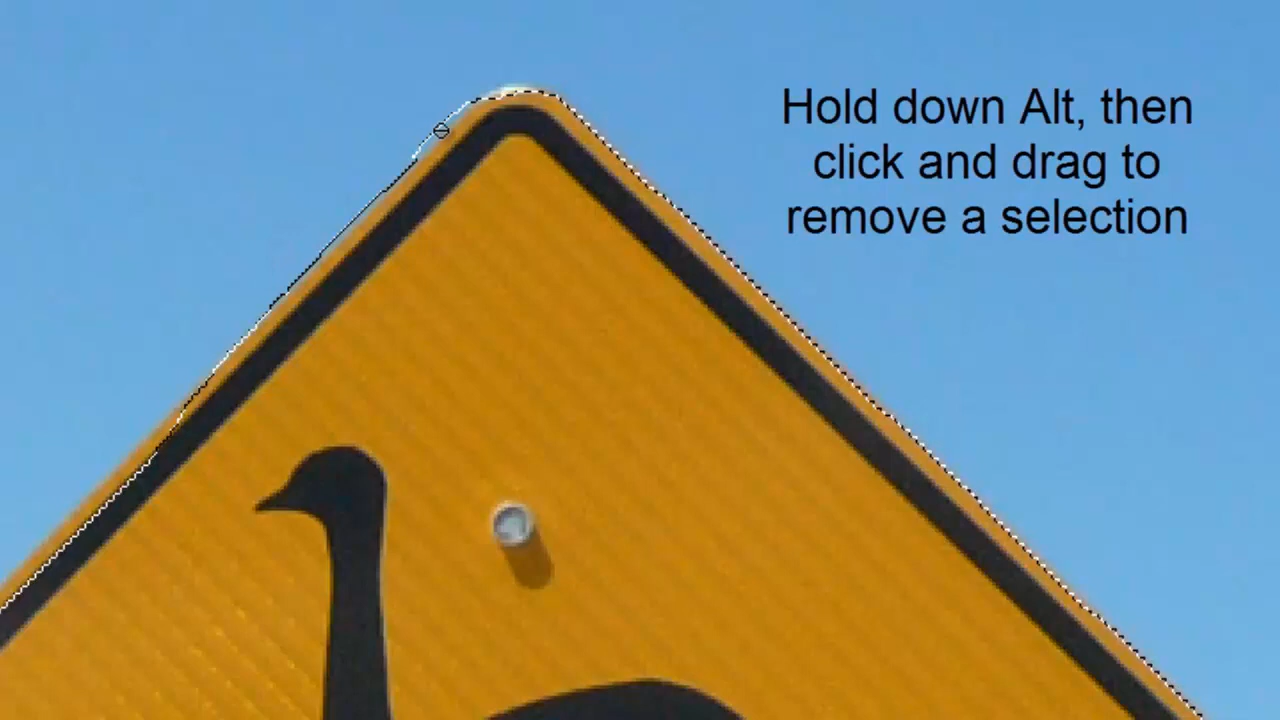 Hold down Alt, then
click and drag to
remove a selection